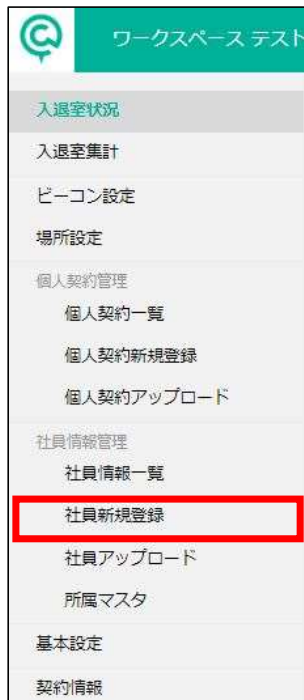 ワークスペース テスト
入退室状況
入退室集計
ビーコン設定
場所設定
個人契約管理
個人契約一覧
個人契約新規登録
個人契約アップロード
社員情報管理
社員情報一覧
社員新規登録
社員アップロード
所属マスタ
基本設定
契約情報